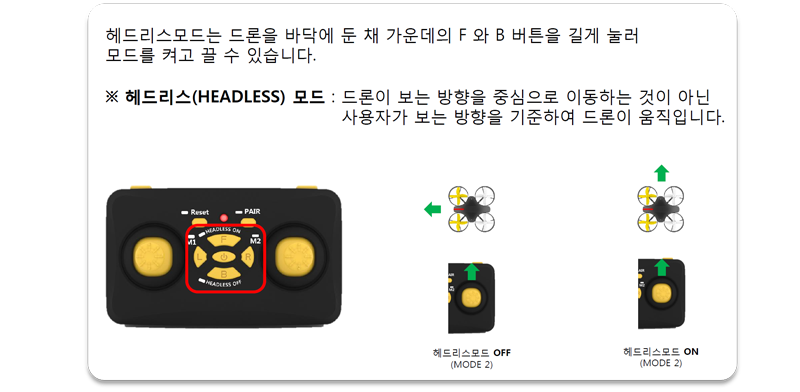 헤드리스모드는 드론을 바닥에 둔 채 가운데의 F 와 B 버튼을 길게 눌러
모드를 켜고 끌 수 있습니다.
※ 헤드리스(HEADLESS) 모드 : 드론이 보는 방향을 중심으로 이동하는 것이 아닌
사용자가 보는 방향을 기준하여 드론이 움직입니다.
Reset
PAIR
HEADLESS ON
M1
M2
F
L
R
B
HEADLESS OFF
PAIR
M2
PAIR
M2
헤드리스모드 OFF
(MODE 2)
헤드리스모드 ON
(MODE 2)